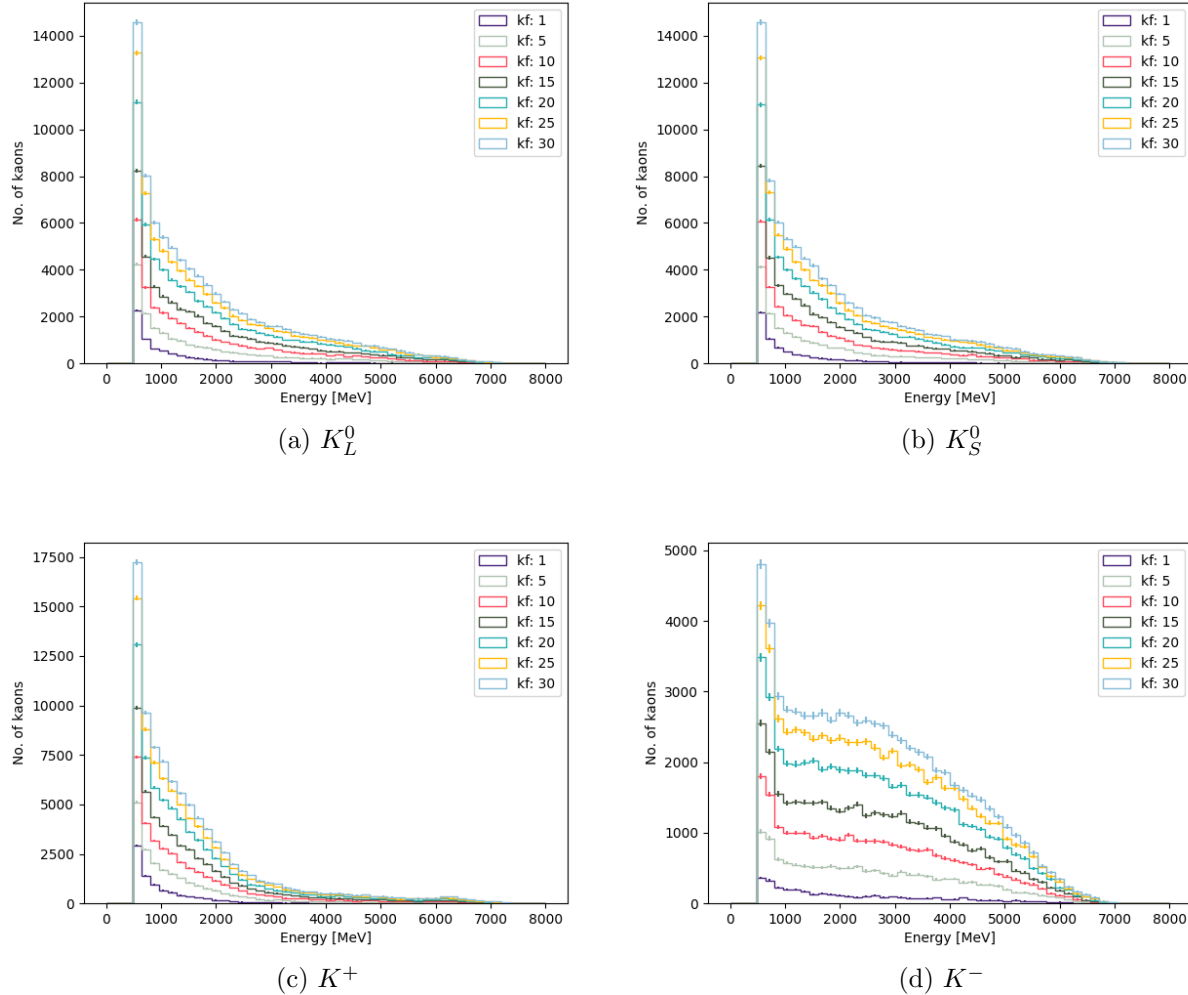 No. of kaons
14000
12000
10000
8000
6000
4000
2000
0
kf: 1
kf: 5
kf: 10
kf: 15
kf: 20
kf: 25
kf: 30
0 1000 2000 3000 4000 5000 6000 7000 8000
Energy [MeV]
(a) K⁰_L
No. of kaons
14000
12000
10000
8000
6000
4000
2000
0
kf: 1
kf: 5
kf: 10
kf: 15
kf: 20
kf: 25
kf: 30
0 1000 2000 3000 4000 5000 6000 7000 8000
Energy [MeV]
(b) K⁰_S
No. of kaons
17500
15000
12500
10000
7500
5000
2500
0
kf: 1
kf: 5
kf: 10
kf: 15
kf: 20
kf: 25
kf: 30
0 1000 2000 3000 4000 5000 6000 7000 8000
Energy [MeV]
(c) K⁺
No. of kaons
5000
4000
3000
2000
1000
0
kf: 1
kf: 5
kf: 10
kf: 15
kf: 20
kf: 25
kf: 30
0 1000 2000 3000 4000 5000 6000 7000 8000
Energy [MeV]
(d) K⁻